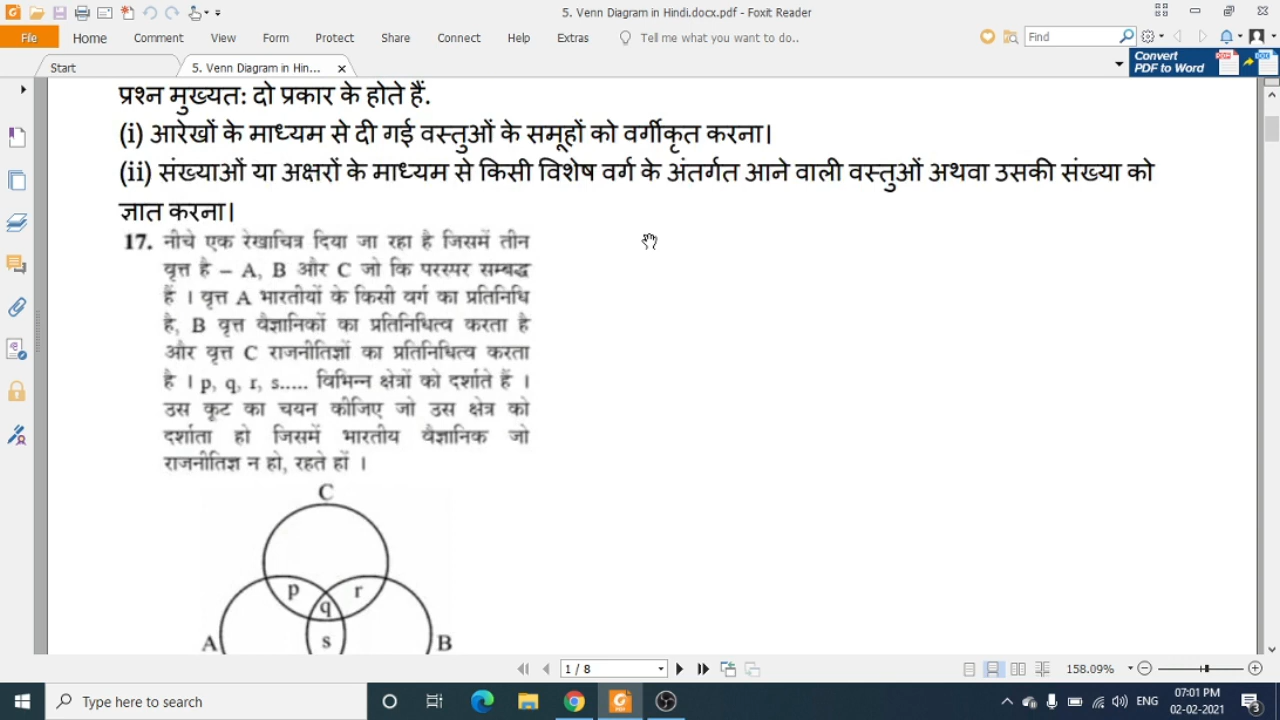 5. Venn Diagram in Hindi.docx.pdf - Foxit Reader
File Home Comment View Form Protect Share Connect Help Extras Tell me what you want to do.. Find
Convert
PDF to Word
Start 5. Venn Diagram in Hin...
प्रश्न मुख्यत: दो प्रकार के होते हैं.
(i) आरेखों के माध्यम से दी गई वस्तुओं के समूहों को वर्गीकृत करना।
(ii) संख्याओं या अक्षरों के माध्यम से किसी विशेष वर्ग के अंतर्गत आने वाली वस्तुओं अथवा उसकी संख्या को
ज्ञात करना।
17. नीचे एक रेखाचित्र दिया जा रहा है जिसमें तीन
वृत्त है – A, B और C जो कि परस्पर सम्बद्ध
हैं । वृत्त A भारतीयों के किसी वर्ग का प्रतिनिधि
है, B वृत्त वैज्ञानिकों का प्रतिनिधित्व करता है
और वृत्त C राजनीतिज्ञों का प्रतिनिधित्व करता
है । p, q, r, s..... विभिन्न क्षेत्रों को दर्शाते हैं ।
उस कूट का चयन कीजिए जो उस क्षेत्र को
दर्शाता हो जिसमें भारतीय वैज्ञानिक जो
राजनीतिज्ञ न हो, रहते हों ।
C
p r
q
A s B
1 / 8 158.09%
Type here to search ENG
07:01 PM
02-02-2021
3